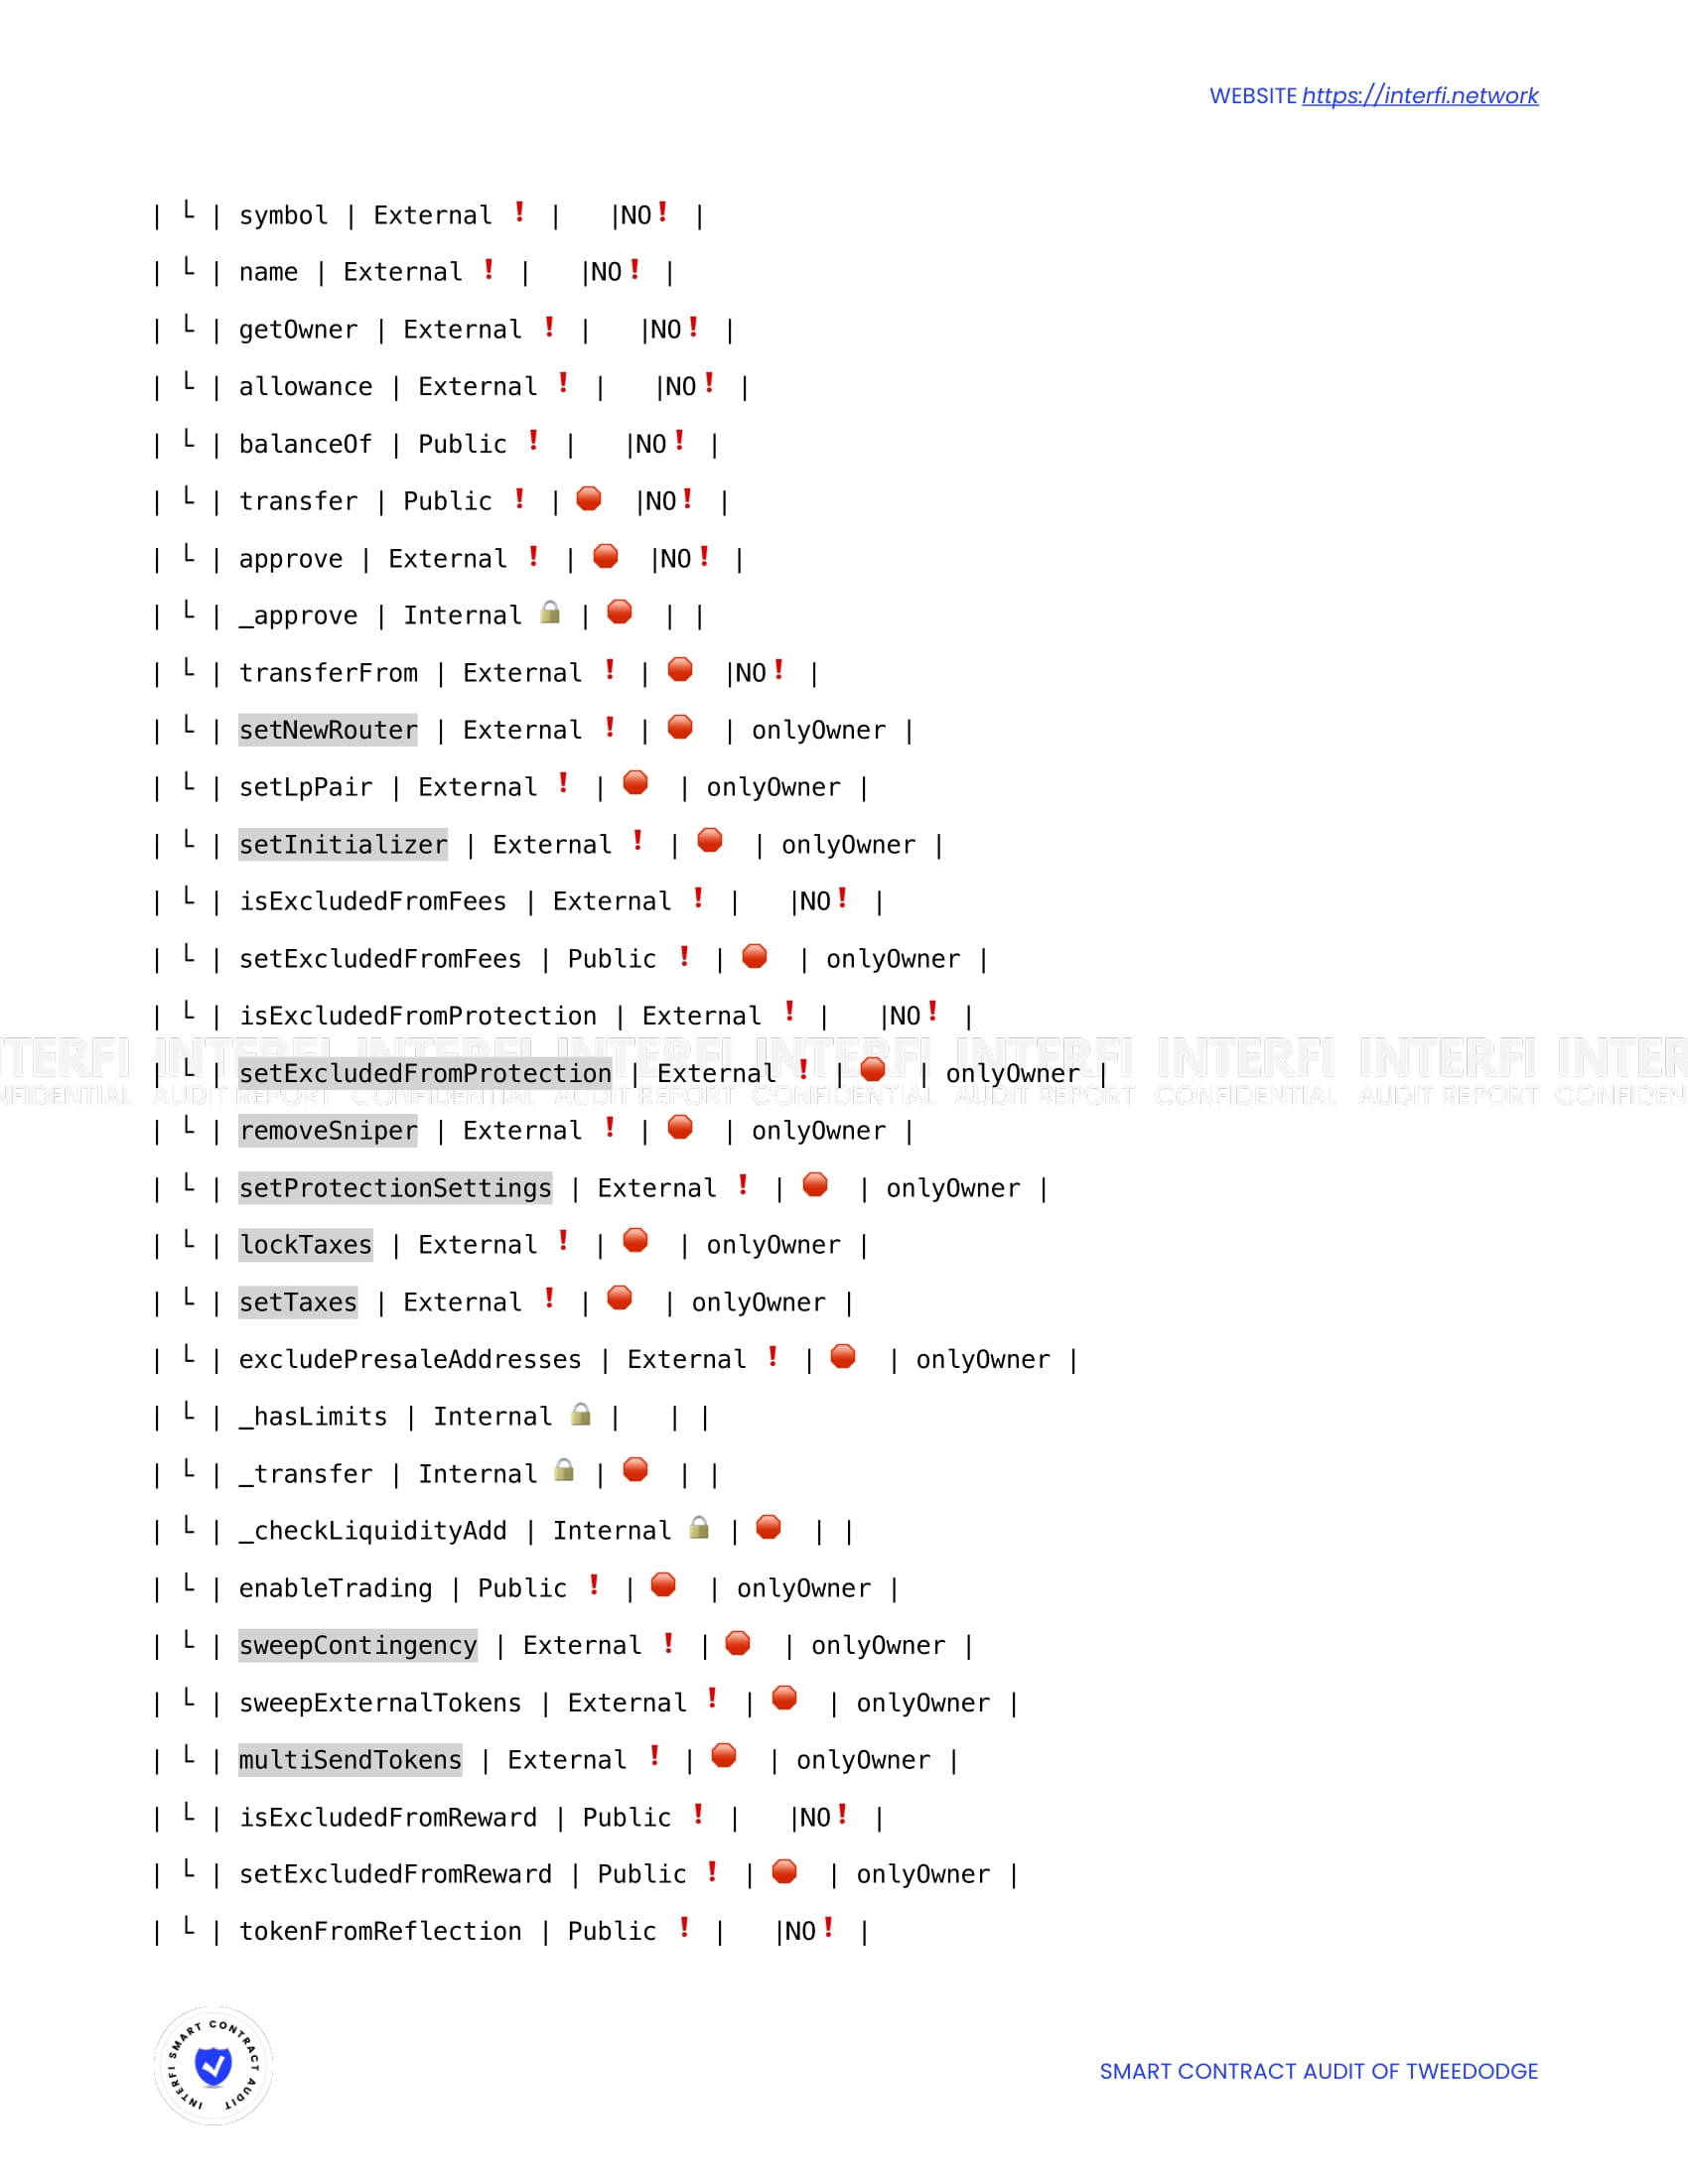 WEBSITE https://interfi.network
| └ | symbol | External ❗ | |NO❗ |
| └ | name | External ❗ | |NO❗ |
| └ | getOwner | External ❗ | |NO❗ |
| └ | allowance | External ❗ | |NO❗ |
| └ | balanceOf | Public ❗ | |NO❗ |
| └ | transfer | Public ❗ | 🛑 |NO❗ |
| └ | approve | External ❗ | 🛑 |NO❗ |
| └ | _approve | Internal 🔒 | 🛑 | |
| └ | transferFrom | External ❗ | 🛑 |NO❗ |
| └ | setNewRouter | External ❗ | 🛑 | onlyOwner |
| └ | setLpPair | External ❗ | 🛑 | onlyOwner |
| └ | setInitializer | External ❗ | 🛑 | onlyOwner |
| └ | isExcludedFromFees | External ❗ | |NO❗ |
| └ | setExcludedFromFees | Public ❗ | 🛑 | onlyOwner |
| └ | isExcludedFromProtection | External ❗ | |NO❗ |
TERFI INTERFI INTERFI INTERFI INTERFI INTERFI INTERFI INTERFI INTER
| └ | setExcludedFromProtection | External ❗ | 🛑 | onlyOwner |
NFIDENTIAL AUDIT REPORT CONFIDENTIAL AUDIT REPORT CONFIDENTIAL AUDIT REPORT CONFIDENTIAL AUDIT REPORT CONFIDEN
| └ | removeSniper | External ❗ | 🛑 | onlyOwner |
| └ | setProtectionSettings | External ❗ | 🛑 | onlyOwner |
| └ | lockTaxes | External ❗ | 🛑 | onlyOwner |
| └ | setTaxes | External ❗ | 🛑 | onlyOwner |
| └ | excludePresaleAddresses | External ❗ | 🛑 | onlyOwner |
| └ | _hasLimits | Internal 🔒 | | |
| └ | _transfer | Internal 🔒 | 🛑 | |
| └ | _checkLiquidityAdd | Internal 🔒 | 🛑 | |
| └ | enableTrading | Public ❗ | 🛑 | onlyOwner |
| └ | sweepContingency | External ❗ | 🛑 | onlyOwner |
| └ | sweepExternalTokens | External ❗ | 🛑 | onlyOwner |
| └ | multiSendTokens | External ❗ | 🛑 | onlyOwner |
| └ | isExcludedFromReward | Public ❗ | |NO❗ |
| └ | setExcludedFromReward | Public ❗ | 🛑 | onlyOwner |
| └ | tokenFromReflection | Public ❗ | |NO❗ |
INTERFI SMART CONTRACT AUDIT
SMART CONTRACT AUDIT OF TWEEDODGE